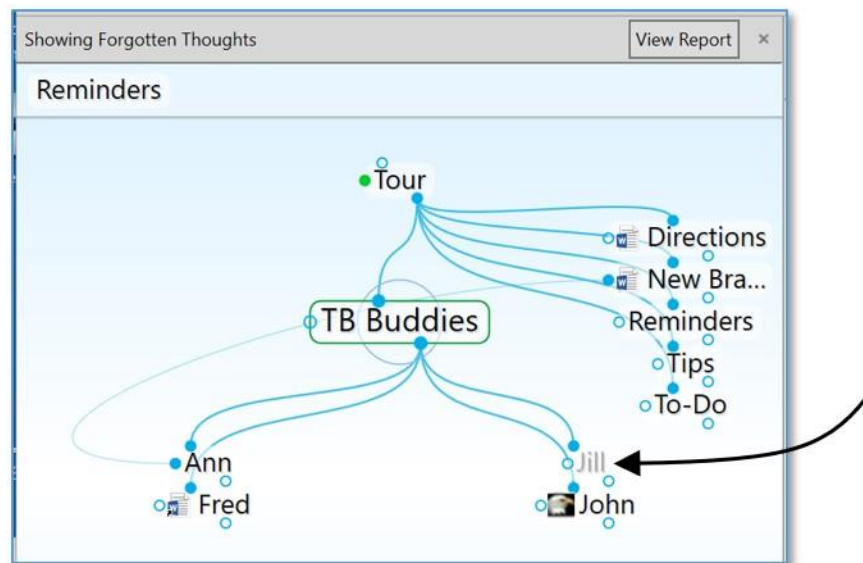 Showing Forgotten Thoughts View Report ×
Reminders
Tour
Directions
New Bra...
TB Buddies
Reminders
Tips
To-Do
Ann
Jill
Fred
John